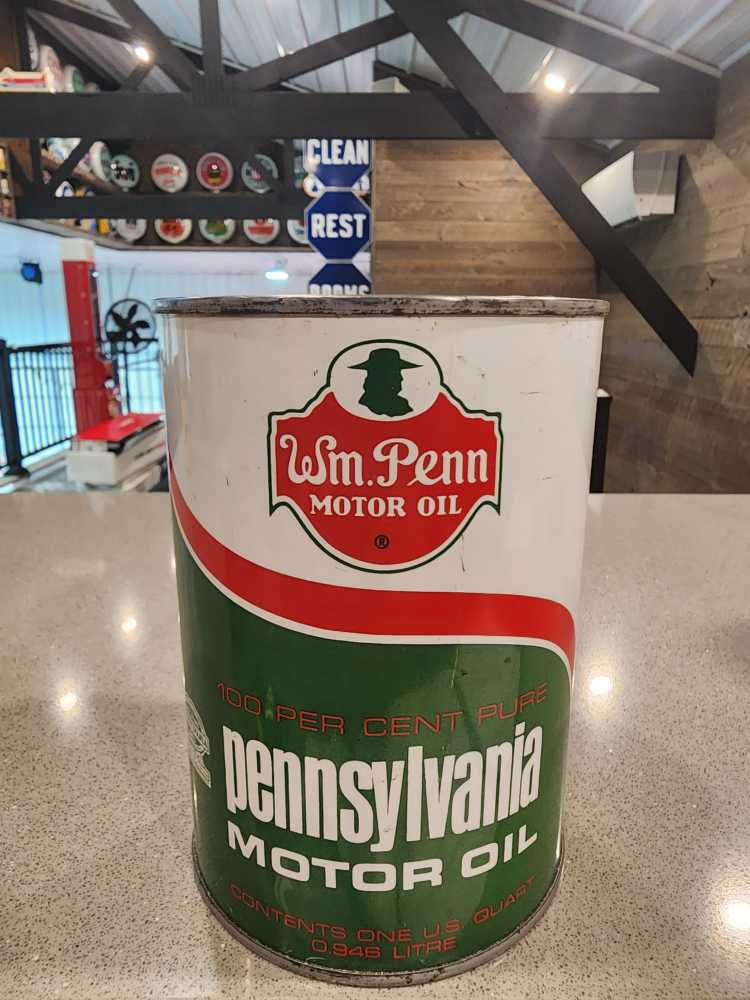 CLEAN
REST
ROOMS
Wm. Penn
MOTOR OIL
®
100 PER CENT PURE
pennsylvania
MOTOR OIL
CONTENTS ONE U.S. QUART
0.946 LITRE